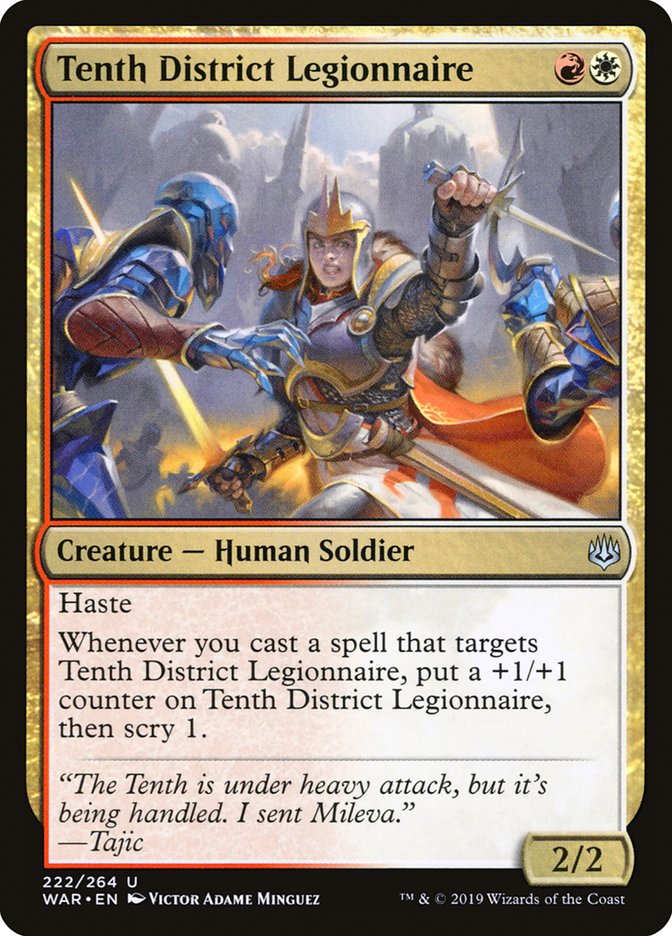 Tenth District Legionnaire
Creature — Human Soldier
Haste
Whenever you cast a spell that targets
Tenth District Legionnaire, put a +1/+1
counter on Tenth District Legionnaire,
then scry 1.
“The Tenth is under heavy attack, but it’s
being handled. I sent Mileva.”
—Tajic
2/2
222/264 U
WAR • EN Victor Adame Minguez
™ & © 2019 Wizards of the Coast